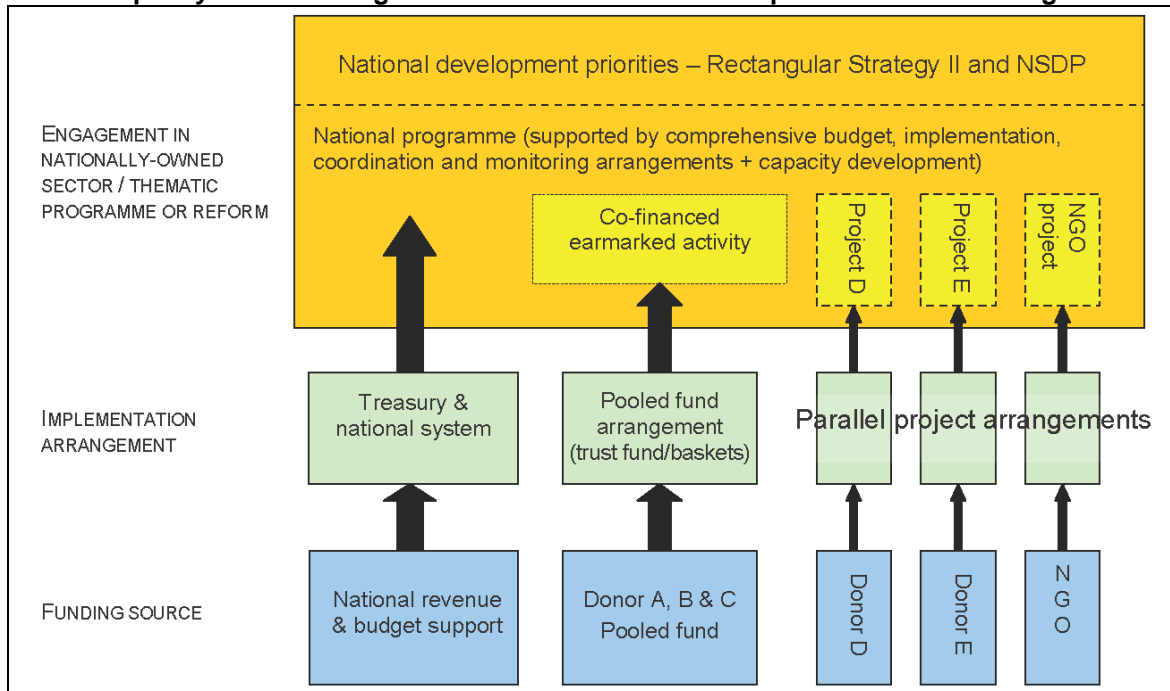 National development priorities – Rectangular Strategy II and NSDP
ENGAGEMENT IN
NATIONALLY-OWNED
SECTOR / THEMATIC
PROGRAMME OR REFORM
National programme (supported by comprehensive budget, implementation,
coordination and monitoring arrangements + capacity development)
Co-financed
earmarked activity
Project D
Project E
NGO
project
IMPLEMENTATION
ARRANGEMENT
Treasury &
national system
Pooled fund
arrangement
(trust fund/baskets)
Parallel project arrangements
FUNDING SOURCE
National revenue
& budget support
Donor A, B & C
Pooled fund
Donor D
Donor E
N
G
O